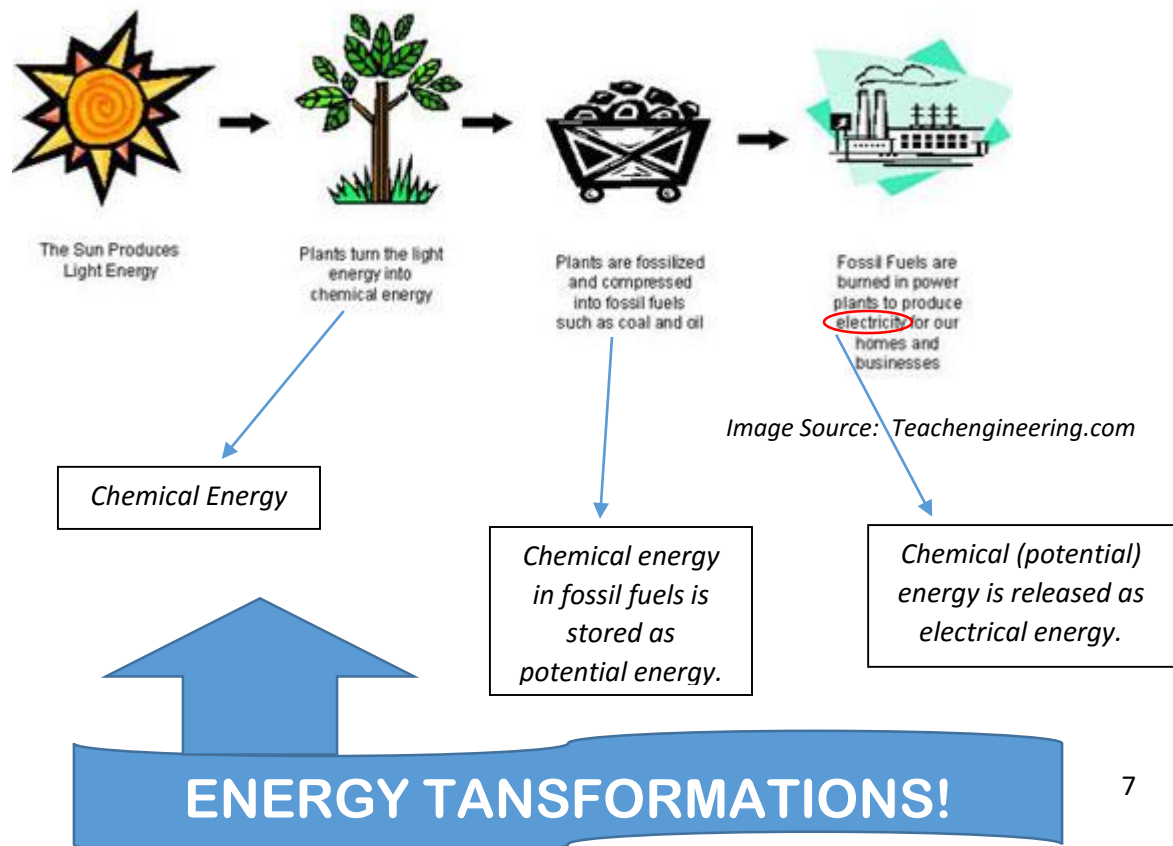 The Sun Produces
Light Energy
Plants turn the light
energy into
chemical energy
Plants are fossilized
and compressed
into fossil fuels
such as coal and oil
Fossil Fuels are
burned in power
plants to produce
electricity for our
homes and
businesses
Image Source: Teachengineering.com
Chemical Energy
Chemical energy
in fossil fuels is
stored as
potential energy.
Chemical (potential)
energy is released as
electrical energy.
ENERGY TANSFORMATIONS!
7